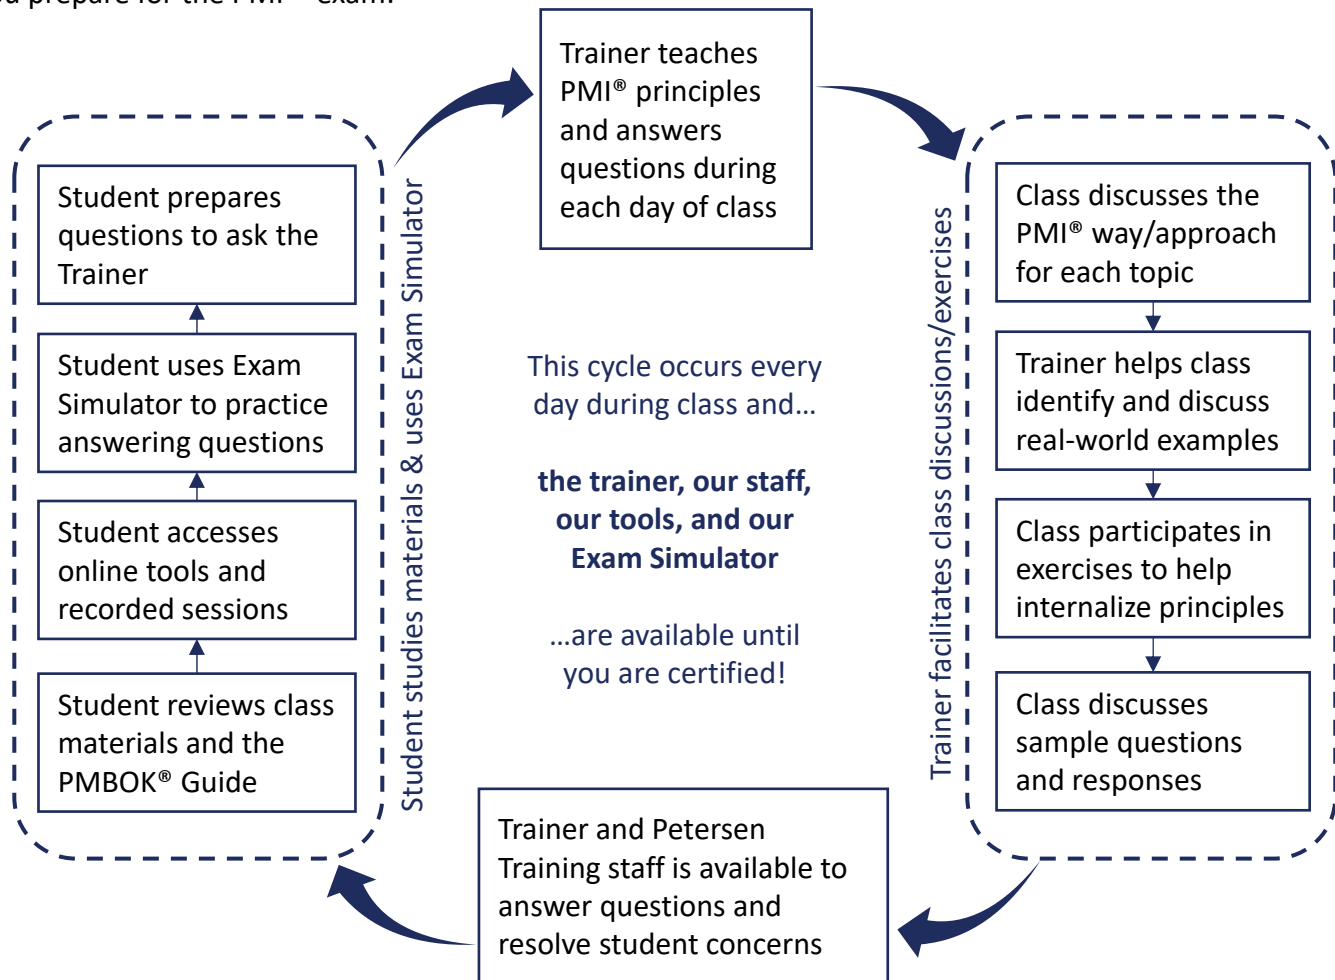 prepare for the
exam.
Trainer teaches
PMI® principles
and answers
questions during
each day of class
Student prepares
questions to ask the
Trainer
Student uses Exam
Simulator to practice
answering questions
Student accesses
online tools and
recorded sessions
Student reviews class
materials and the
PMBOK® Guide
Student studies materials & uses Exam Simulator
This cycle occurs every
day during class and…
the trainer, our staff,
our tools, and our
Exam Simulator
…are available until
you are certified!
Trainer facilitates class discussions/exercises
Class discusses the
PMI® way/approach
for each topic
Trainer helps class
identify and discuss
real-world examples
Class participates in
exercises to help
internalize principles
Class discusses
sample questions
and responses
Trainer and Petersen
Training staff is available to
answer questions and
resolve student concerns